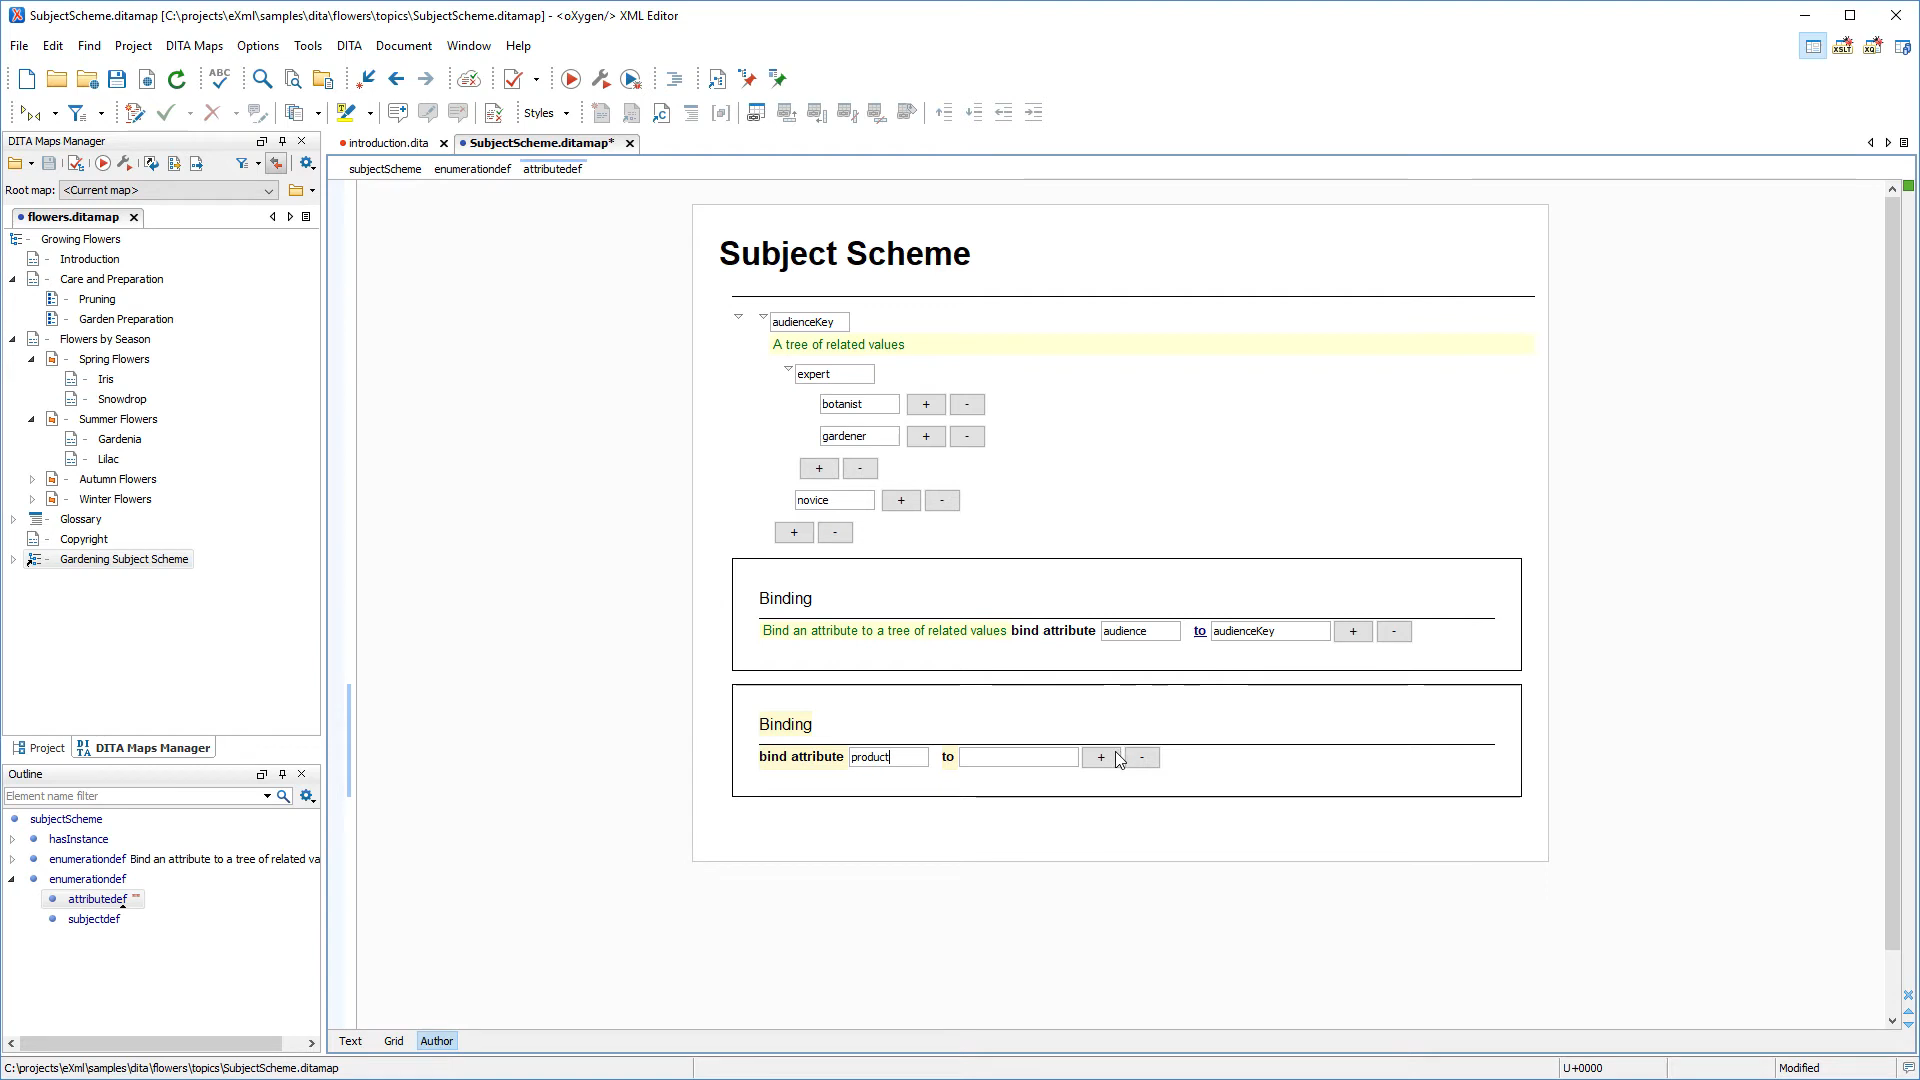 SubjectScheme.ditamap [C:\projects\eXml\samples\dita\flowers\topics\SubjectScheme.ditamap] - <oXygen/> XML Editor
File Edit Find Project DITA Maps Options Tools DITA Document Window Help
ABC
XSLT XQ
Styles
DITA Maps Manager
introduction.dita
SubjectScheme.ditamap*
subjectScheme enumerationdef attributedef
Root map: <Current map>
flowers.ditamap
Growing Flowers
Introduction
Care and Preparation
Pruning
Garden Preparation
Flowers by Season
Spring Flowers
Iris
Snowdrop
Summer Flowers
Gardenia
Lilac
Autumn Flowers
Winter Flowers
Glossary
Copyright
Gardening Subject Scheme
Project
DITA Maps Manager
Outline
Element name filter
subjectScheme
hasInstance
enumerationdef Bind an attribute to a tree of related va
enumerationdef
attributedef ""
subjectdef
Subject Scheme
audienceKey
A tree of related values
expert
botanist + -
gardener + -
+ -
novice + -
+ -
Binding
Bind an attribute to a tree of related values bind attribute audience to audienceKey + -
Binding
bind attribute product to + -
Text Grid Author
C:\projects\eXml\samples\dita\flowers\topics\SubjectScheme.ditamap
U+0000
Modified